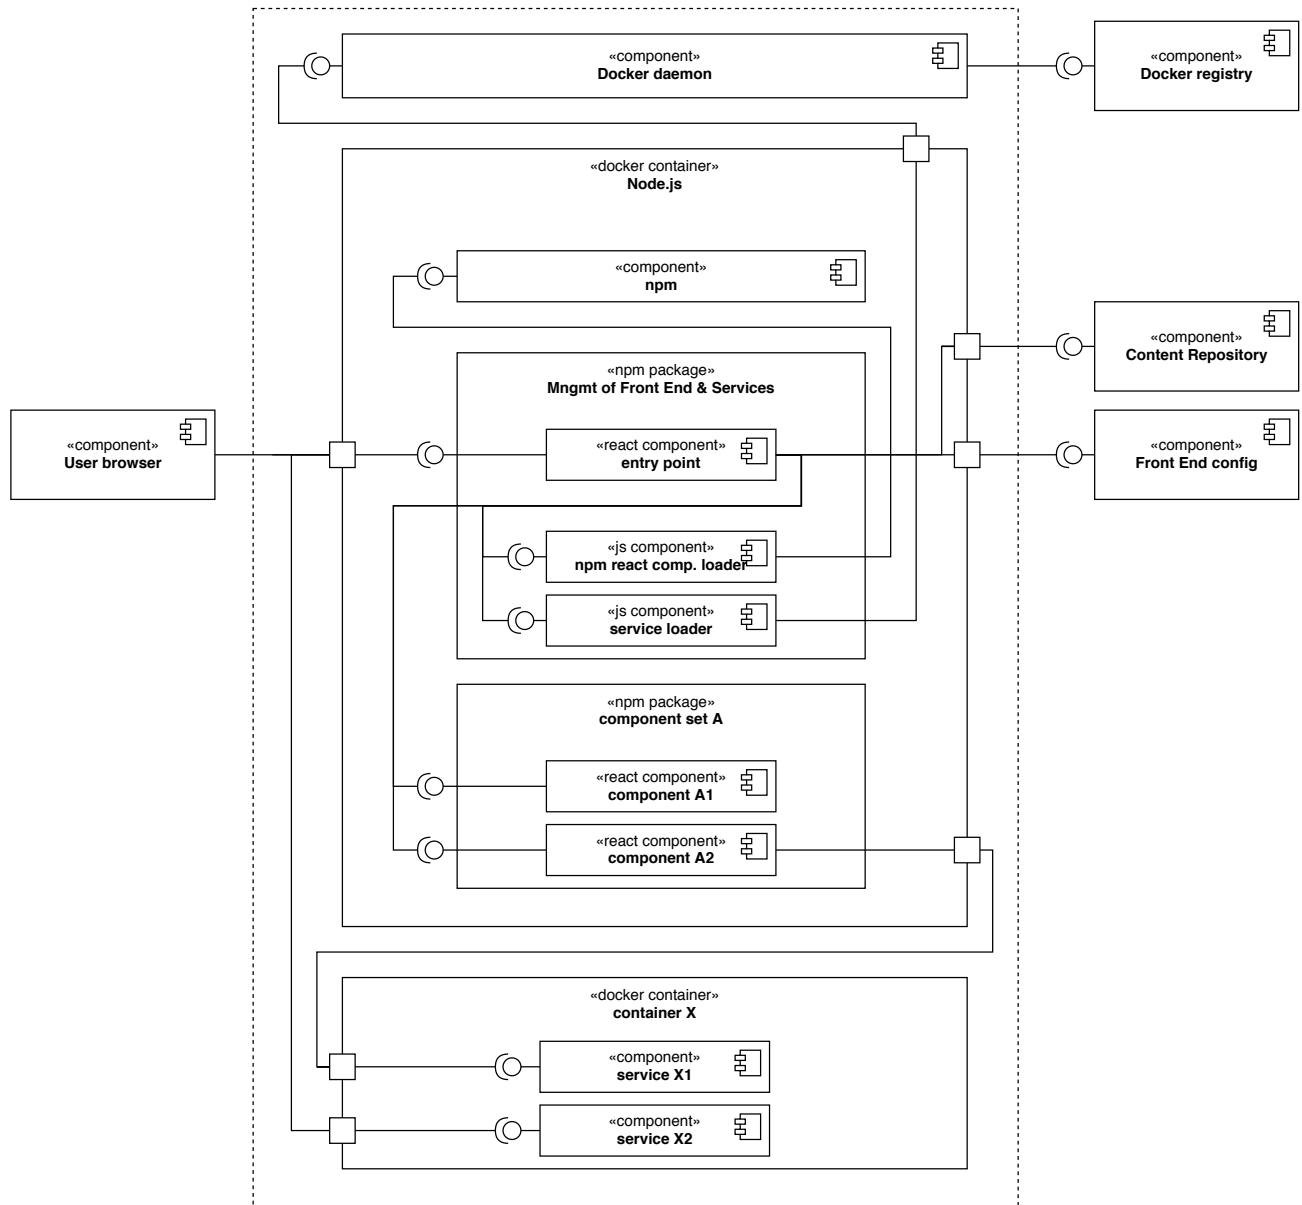 «component»
Docker daemon
«component»
Docker registry
«docker container»
Node.js
«component»
npm
«component»
Content Repository
«npm package»
Mngmt of Front End & Services
«component»
User browser
«react component»
entry point
«component»
Front End config
«js component»
npm react comp. loader
«js component»
service loader
«npm package»
component set A
«react component»
component A1
«react component»
component A2
«docker container»
container X
«component»
service X1
«component»
service X2